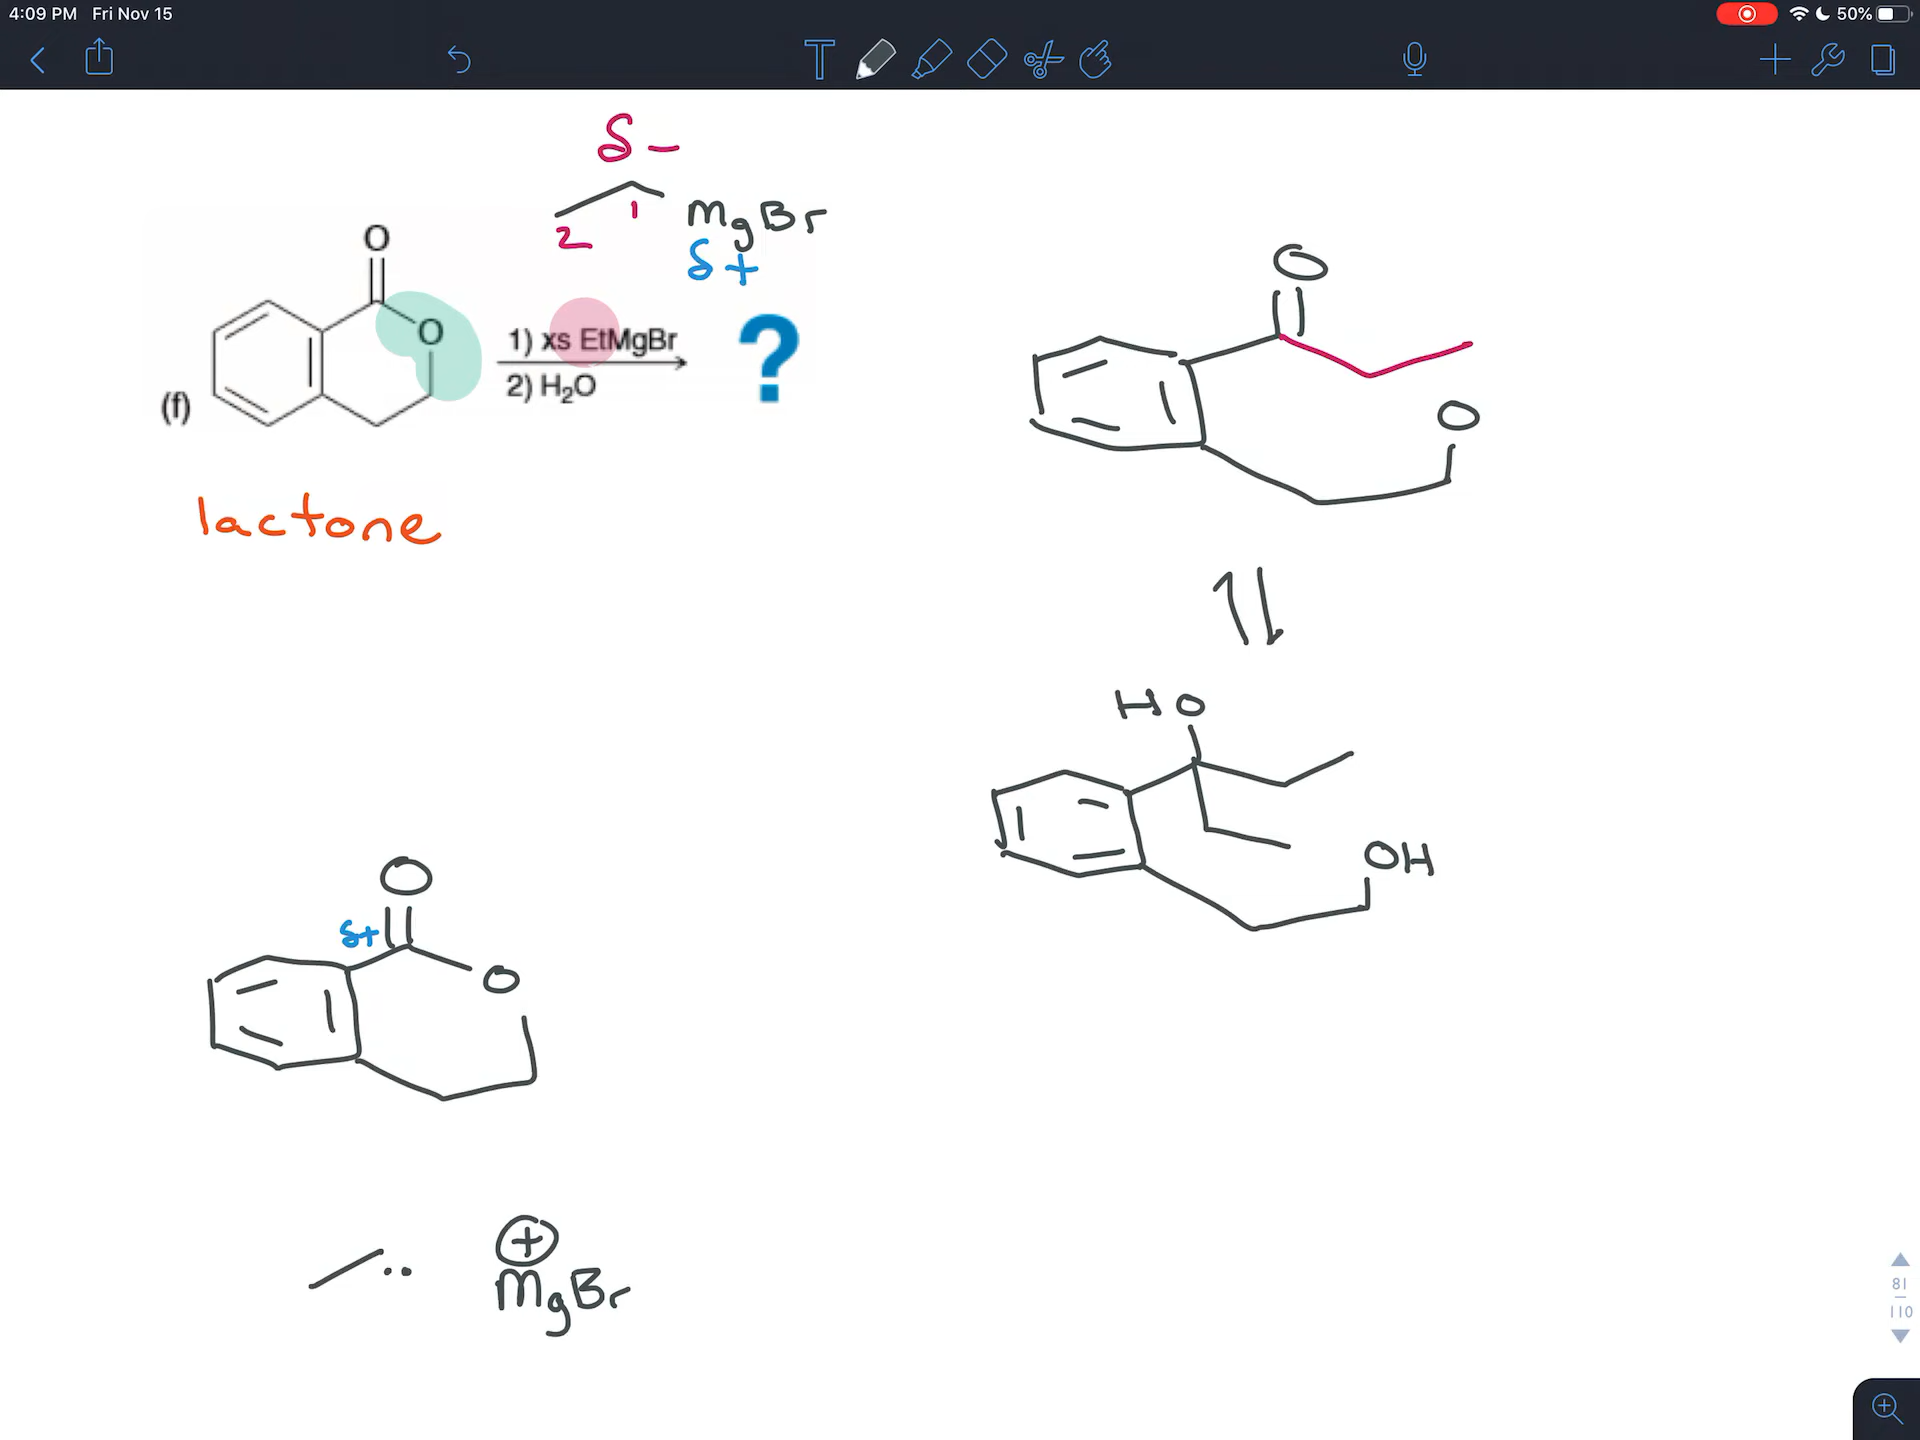 4:09 PM Fri Nov 15
50%
T
δ −
1
2
MgBr
δ +
O
O
1) xs EtMgBr
2) H₂O
?
(f)
lactone
O
O
HO
OH
O
δ+
O
+
MgBr
81
110